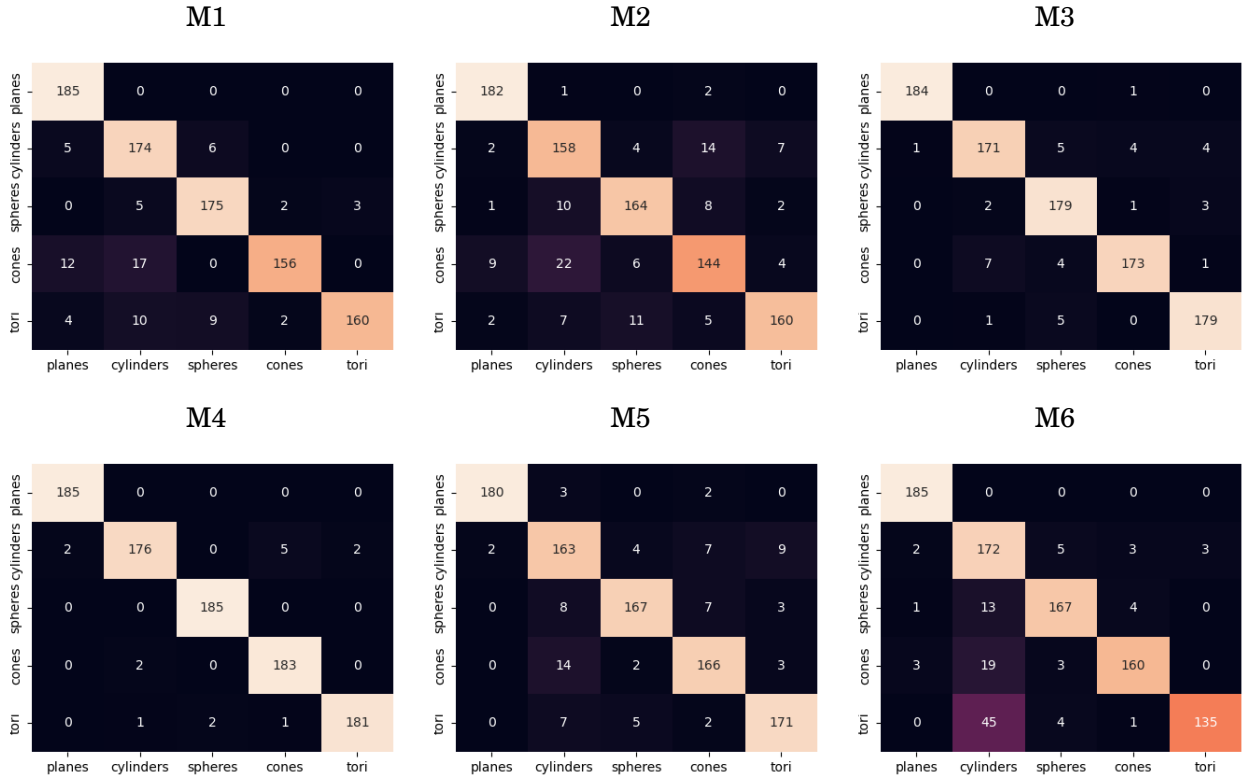 M1 M2 M3
planes 185 0 0 0 0 planes 182 1 0 2 0 planes 184 0 0 1 0
cylinders 5 174 6 0 0 cylinders 2 158 4 14 7 cylinders 1 171 5 4 4
spheres 0 5 175 2 3 spheres 1 10 164 8 2 spheres 0 2 179 1 3
cones 12 17 0 156 0 cones 9 22 6 144 4 cones 0 7 4 173 1
tori 4 10 9 2 160 tori 2 7 11 5 160 tori 0 1 5 0 179
planes cylinders spheres cones tori planes cylinders spheres cones tori planes cylinders spheres cones tori
M4 M5 M6
planes 185 0 0 0 0 planes 180 3 0 2 0 planes 185 0 0 0 0
cylinders 2 176 0 5 2 cylinders 2 163 4 7 9 cylinders 2 172 5 3 3
spheres 0 0 185 0 0 spheres 0 8 167 7 3 spheres 1 13 167 4 0
cones 0 2 0 183 0 cones 0 14 2 166 3 cones 3 19 3 160 0
tori 0 1 2 1 181 tori 0 7 5 2 171 tori 0 45 4 1 135
planes cylinders spheres cones tori planes cylinders spheres cones tori planes cylinders spheres cones tori